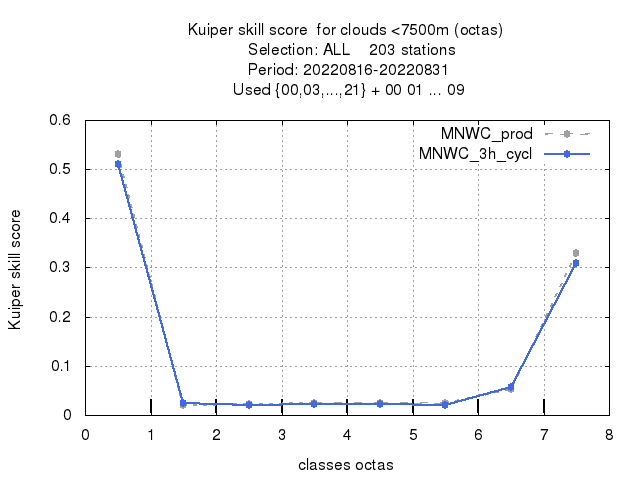 Kuiper skill score  for clouds <7500m (octas)
Selection: ALL    203 stations
Period: 20220816-20220831
Used {00,03,...,21} + 00 01 ... 09
MNWC_prod
MNWC_3h_cycl
Kuiper skill score
0.6
0.5
0.4
0.3
0.2
0.1
0
0 1 2 3 4 5 6 7 8
classes octas